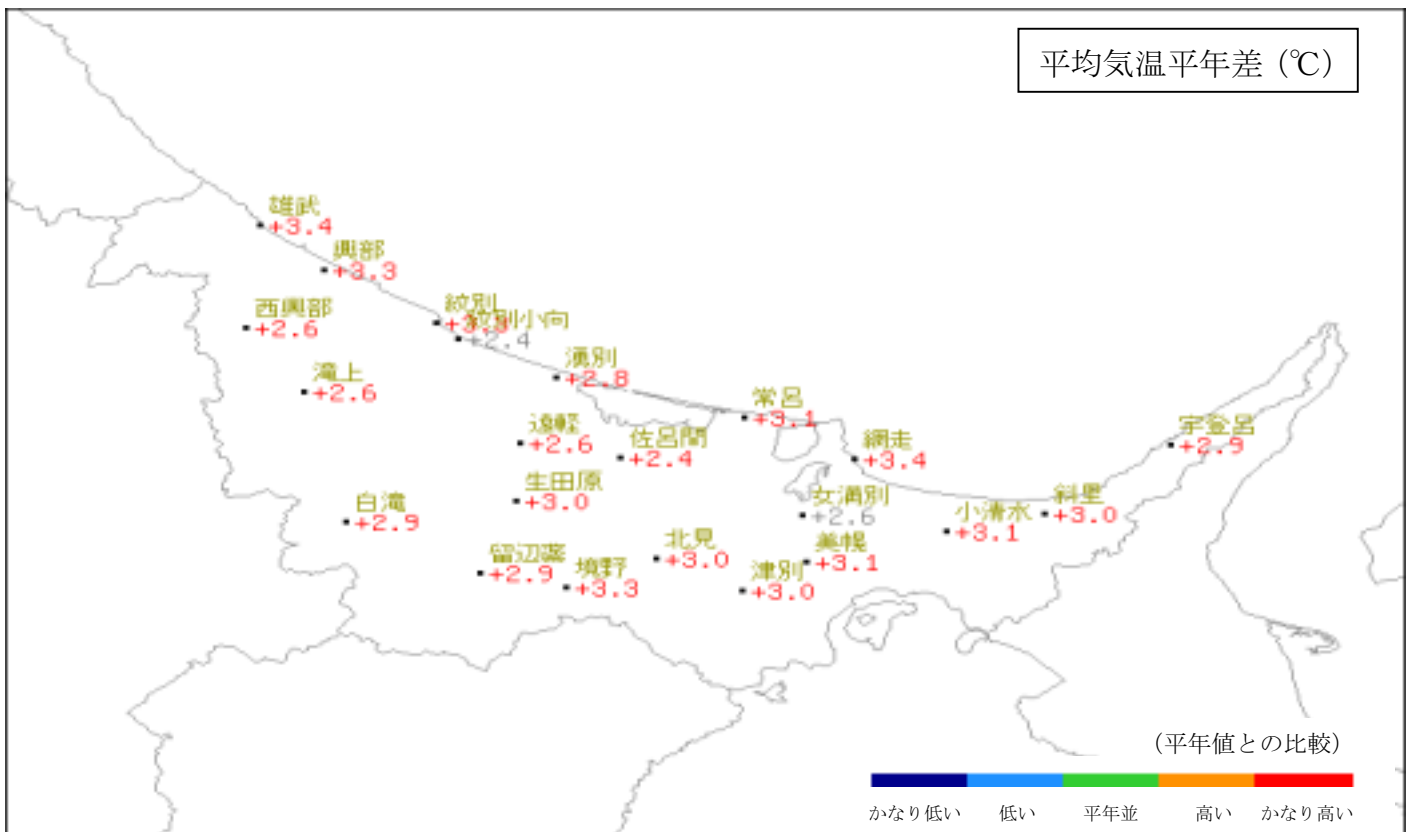 平均気温平年差（℃）
雄武
+3.4
興部
+3.3
西興部
+2.6
紋別
+3.3
紋別小向
+2.4
滝上
+2.6
湧別
+2.8
常呂
+3.1
遠軽
+2.6
佐呂間
+2.4
網走
+3.4
宇登呂
+2.9
生田原
+3.0
白滝
+2.9
女満別
+2.6
小清水
+3.1
斜里
+3.0
留辺蘂
+2.9
境野
+3.3
北見
+3.0
美幌
+3.1
津別
+3.0
（平年値との比較）
かなり低い 低い 平年並 高い かなり高い